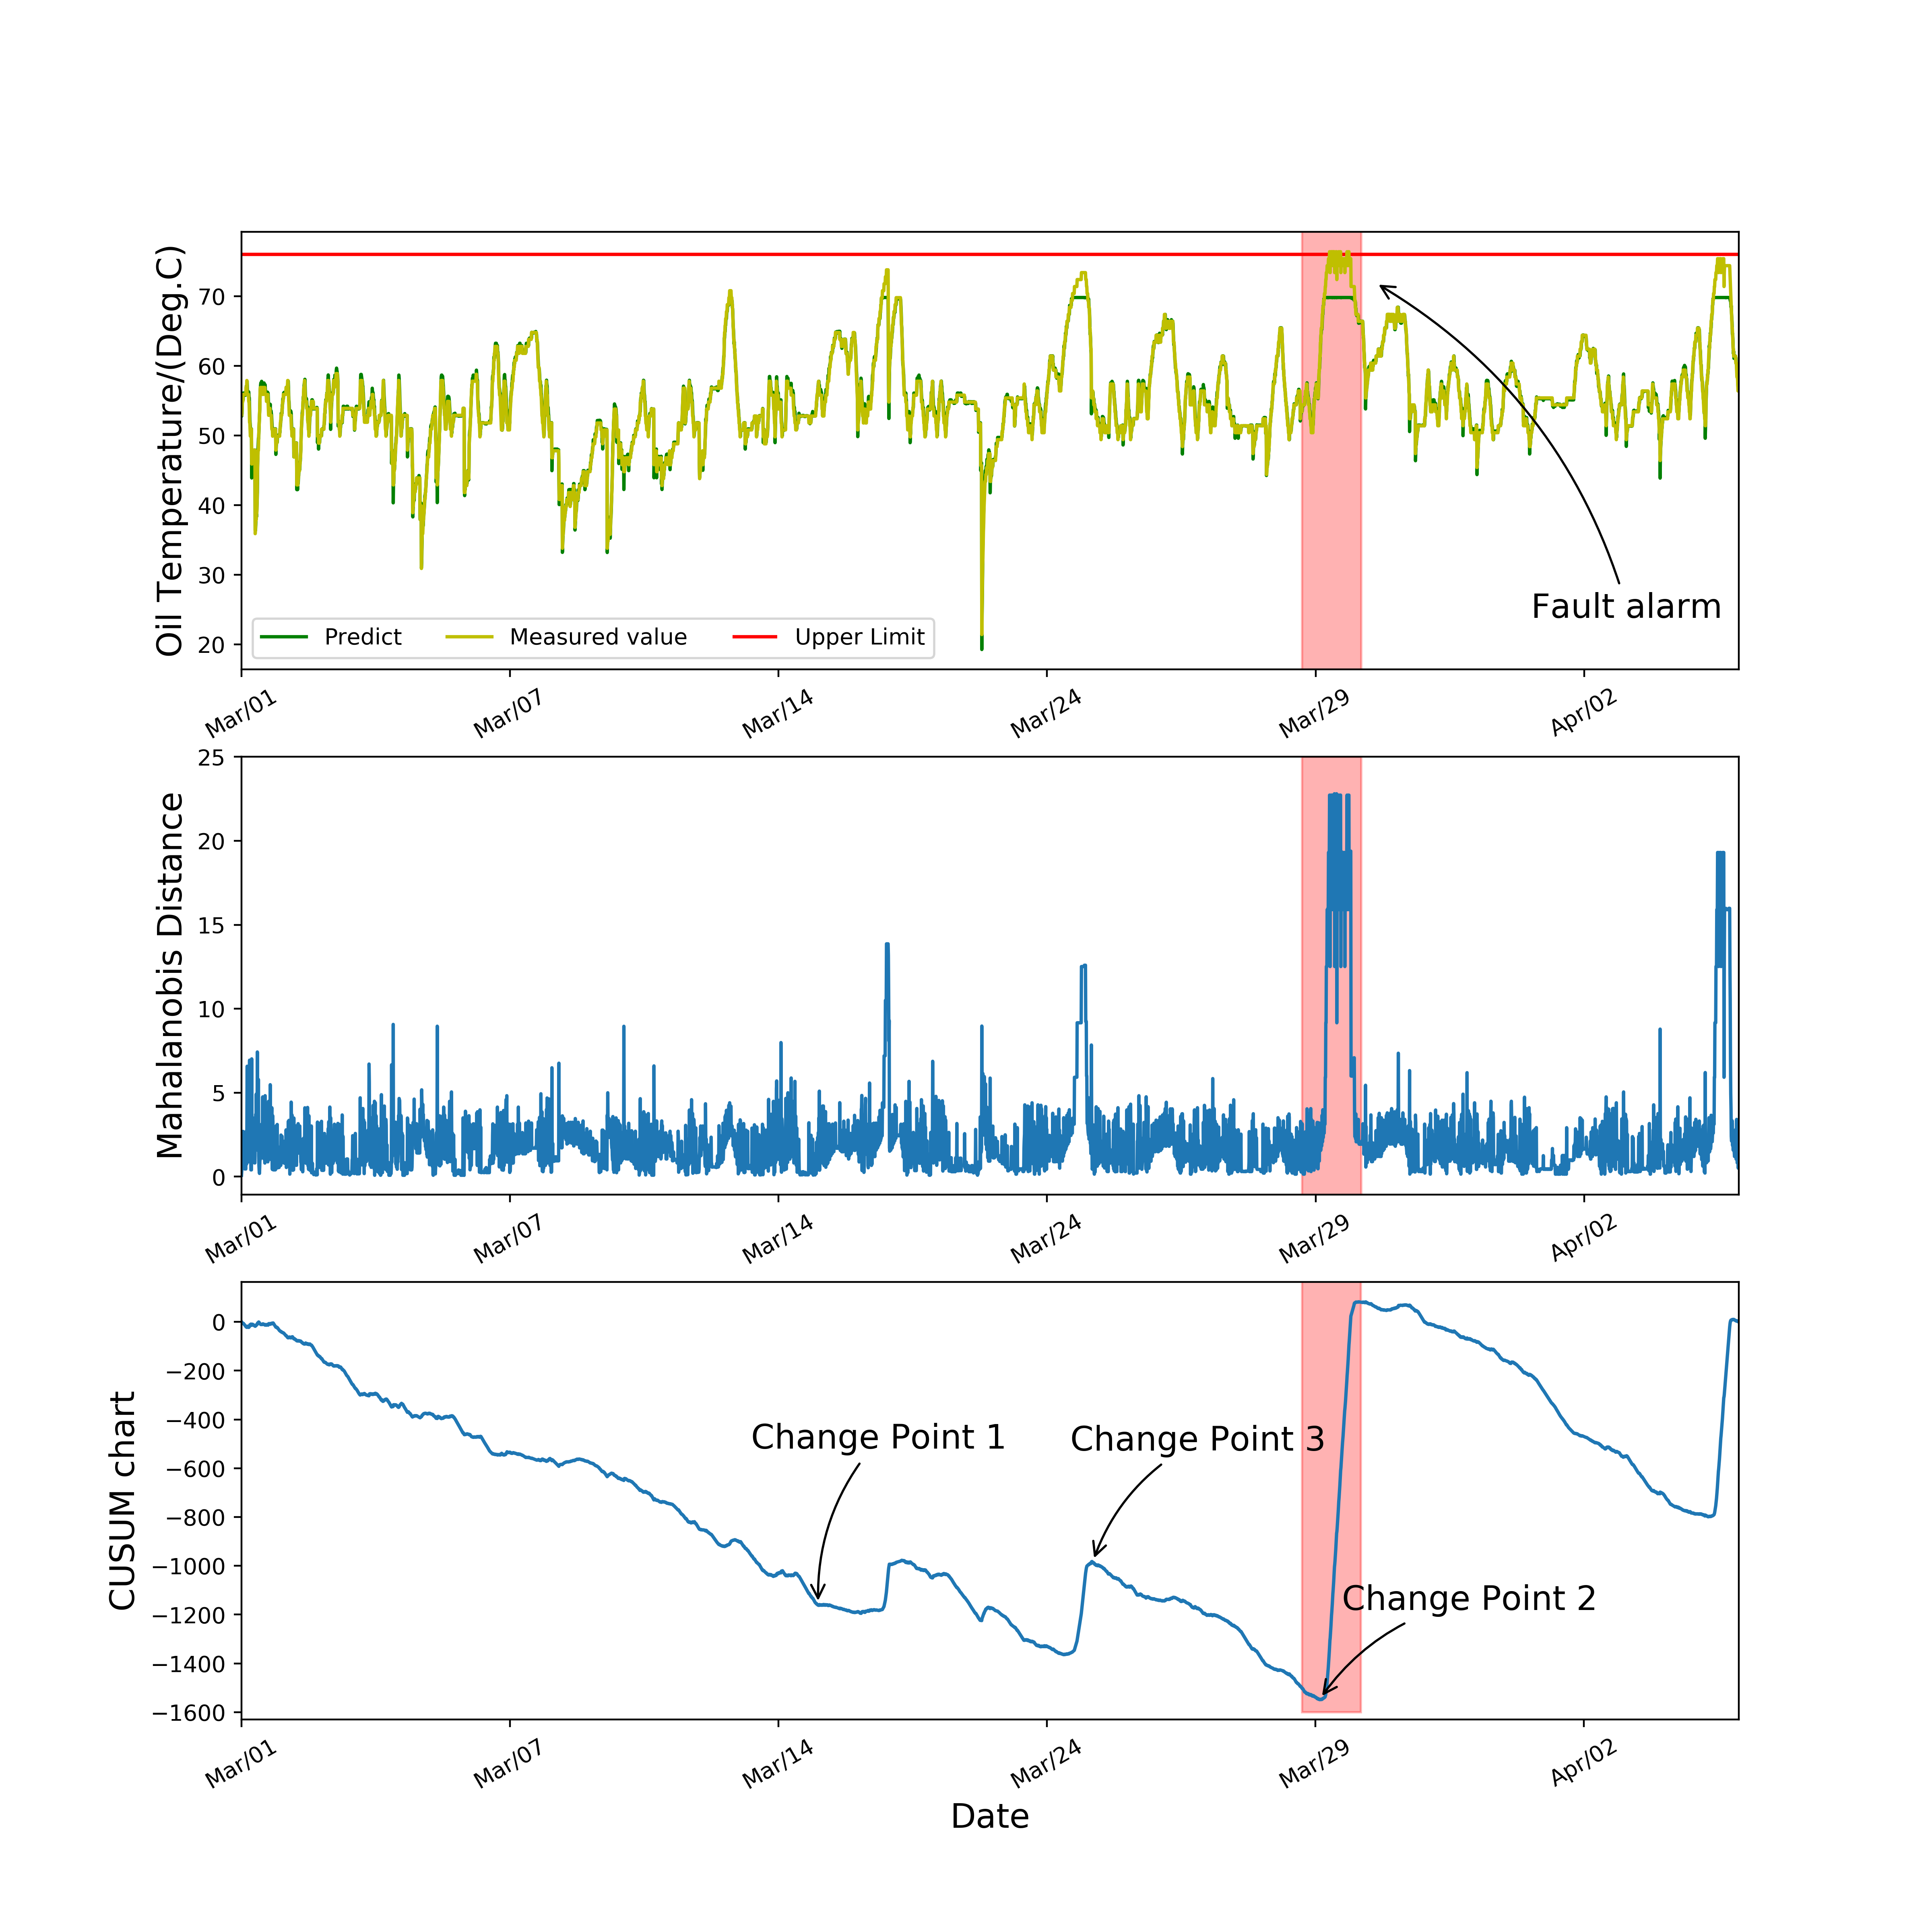 Oil Temperature/(Deg.C)
70
60
50
40
30
20
Fault alarm
Predict Measured value Upper Limit
Mar/01 Mar/07 Mar/14 Mar/24 Mar/29 Apr/02
Mahalanobis Distance
25
20
15
10
5
0
Mar/01 Mar/07 Mar/14 Mar/24 Mar/29 Apr/02
CUSUM chart
0
−200
−400
−600
−800
−1000
−1200
−1400
−1600
Change Point 1
Change Point 3
Change Point 2
Mar/01 Mar/07 Mar/14 Mar/24 Mar/29 Apr/02
Date